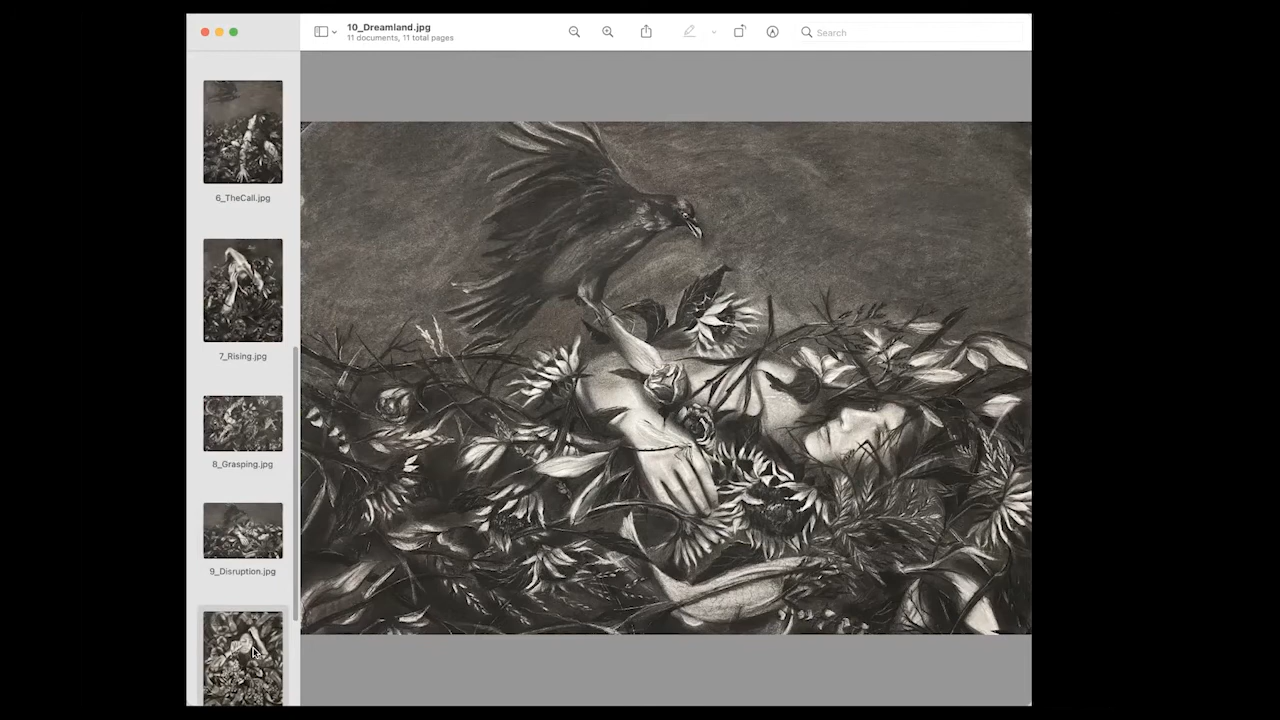 10_Dreamland.jpg
11 documents, 11 total pages
Search
6_TheCall.jpg
7_Rising.jpg
8_Grasping.jpg
9_Disruption.jpg